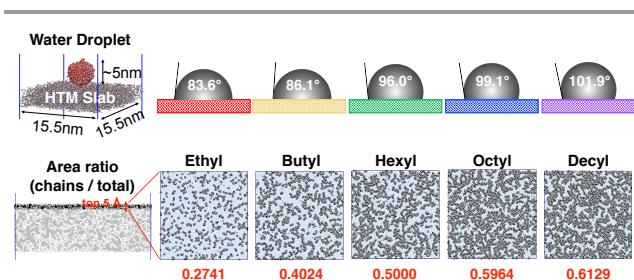 Water Droplet
~5nm
HTM Slab
15.5nm
15.5nm
83.6°
86.1°
96.0°
99.1°
101.9°
Area ratio
(chains / total)
top 5 Å
Ethyl
Butyl
Hexyl
Octyl
Decyl
0.2741
0.4024
0.5000
0.5964
0.6129